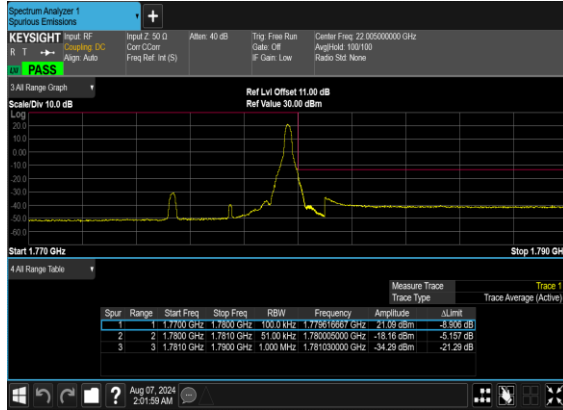 Spectrum Analyzer 1
Spurious Emissions
KEYSIGHT Input: RF Input Z: 50 Ω Atten: 40 dB Trig: Free Run Center Freq: 22.005000000 GHz
R T Coupling: DC Corr CCorr Gate: Off Avg|Hold: 100/100
Align: Auto Freq Ref: Int (S) IF Gain: Low Radio Std: None
PASS
3 All Range Graph
Ref Lvl Offset 11.00 dB
Scale/Div 10.0 dB Ref Value 30.00 dBm
Log
20.0
10.0
0.00
-10.0
-20.0
-30.0
-40.0
-50.0
-60.0
Start 1.770 GHz Stop 1.790 GH
4 All Range Table
Measure Trace Trace 1
Trace Type Trace Average (Active)
Spur Range Start Freq Stop Freq RBW Frequency Amplitude ΔLimit
1 1 1.7700 GHz 1.7800 GHz 100.0 kHz 1.779616667 GHz 21.09 dBm -8.906 dB
2 2 1.7800 GHz 1.7810 GHz 51.00 kHz 1.780005000 GHz -18.16 dBm -5.157 dB
3 3 1.7810 GHz 1.7900 GHz 1.000 MHz 1.781030000 GHz -34.29 dBm -21.29 dB
? Aug 07, 2024
2:01:59 AM